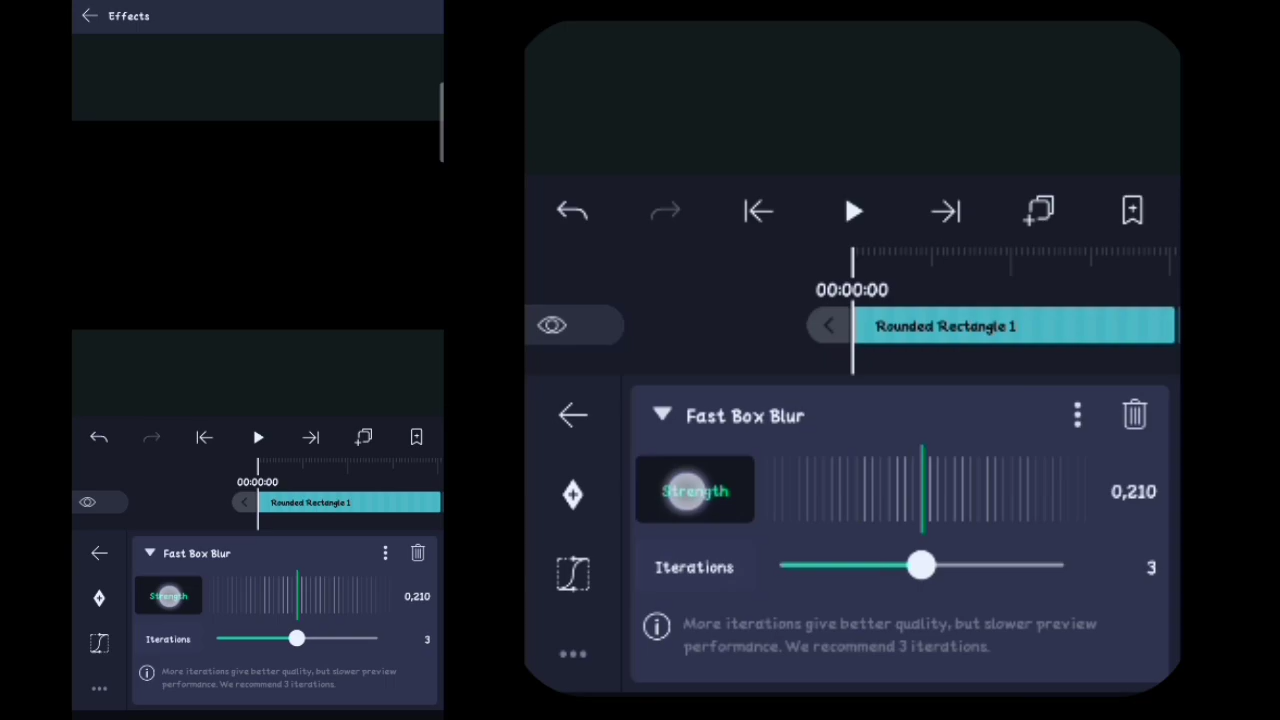 Effects
00:00:00
Rounded Rectangle 1
Fast Box Blur
Strength
0,210
Iterations
3
More iterations give better quality, but slower preview
performance. We recommend 3 iterations.
00:00:00
Rounded Rectangle 1
Fast Box Blur
Strength
0,210
Iterations
3
More iterations give better quality, but slower preview
performance. We recommend 3 iterations.